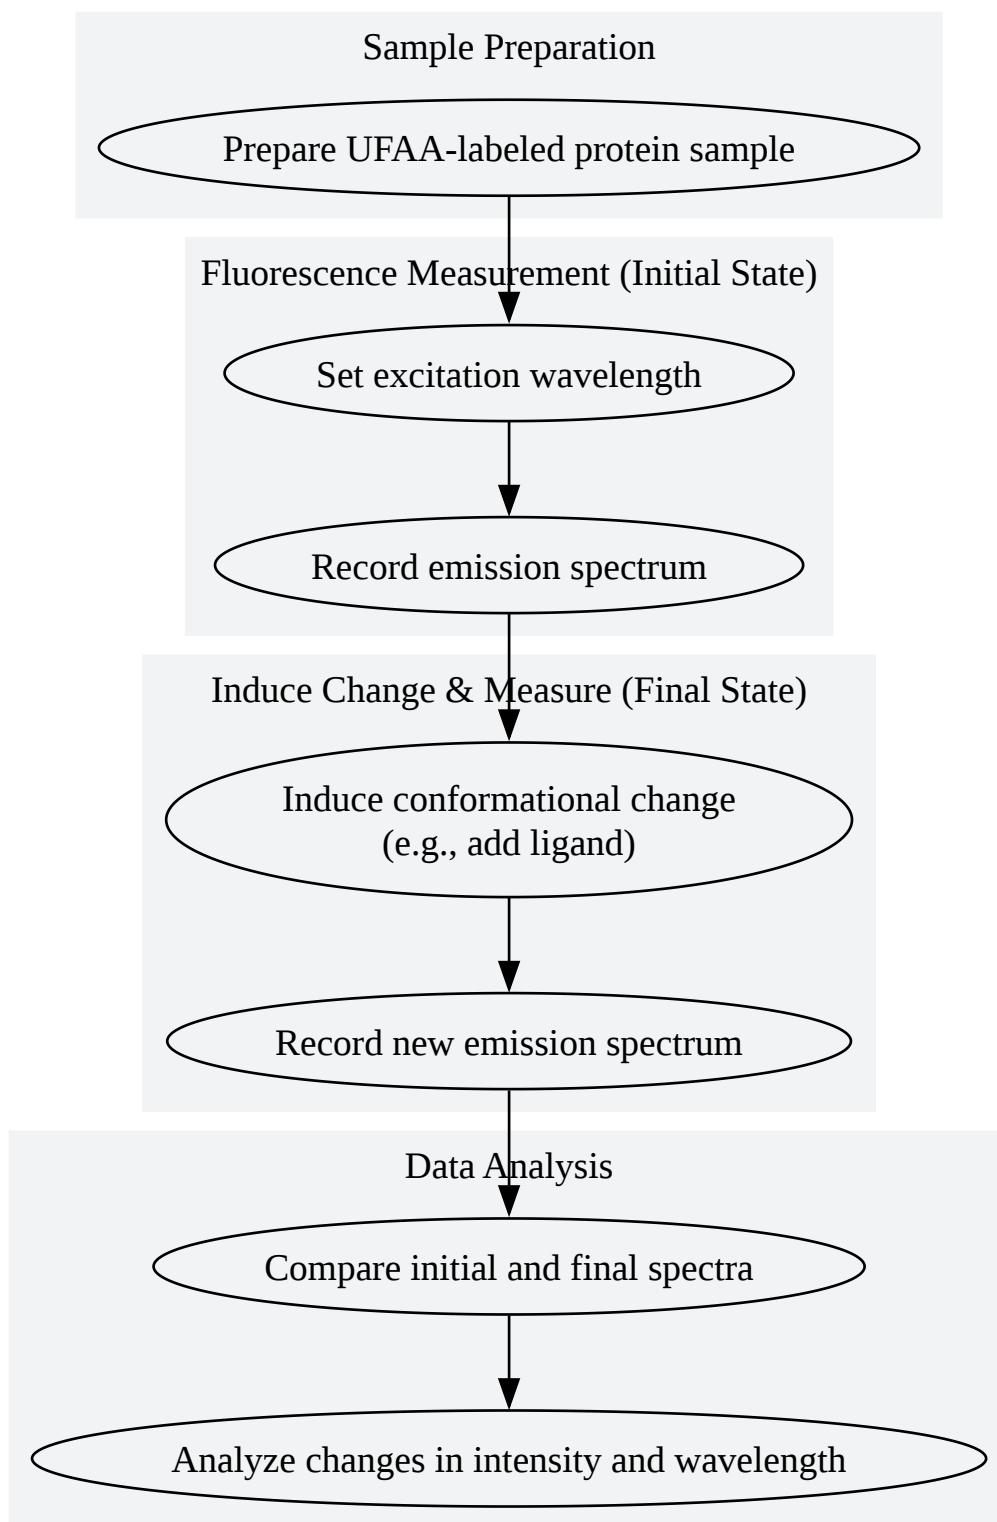 Sample Preparation
Prepare UFAA-labeled protein sample
Fluorescence Measurement (Initial State)
Set excitation wavelength
Record emission spectrum
Induce Change & Measure (Final State)
Induce conformational change
(e.g., add ligand)
Record new emission spectrum
Data Analysis
Compare initial and final spectra
Analyze changes in intensity and wavelength